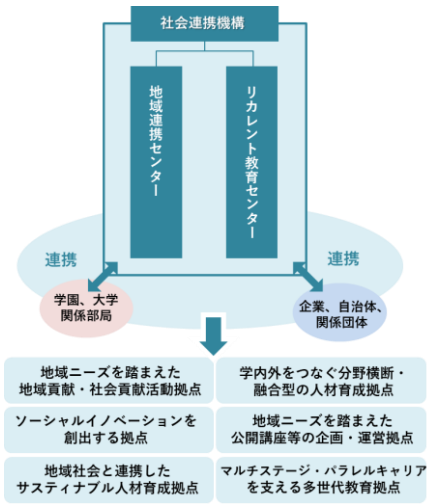 社会連携機構
地域連携センター
リカレント教育センター
連携
連携
学園、大学
関係部局
企業、自治体、
関係団体
地域ニーズを踏まえた
地域貢献・社会貢献活動拠点
学内外をつなぐ分野横断・
融合型の人材育成拠点
ソーシャルイノベーションを
創出する拠点
地域ニーズを踏まえた
公開講座等の企画・運営拠点
地域社会と連携した
サスティナブル人材育成拠点
マルチステージ・パラレルキャリア
を支える多世代教育拠点